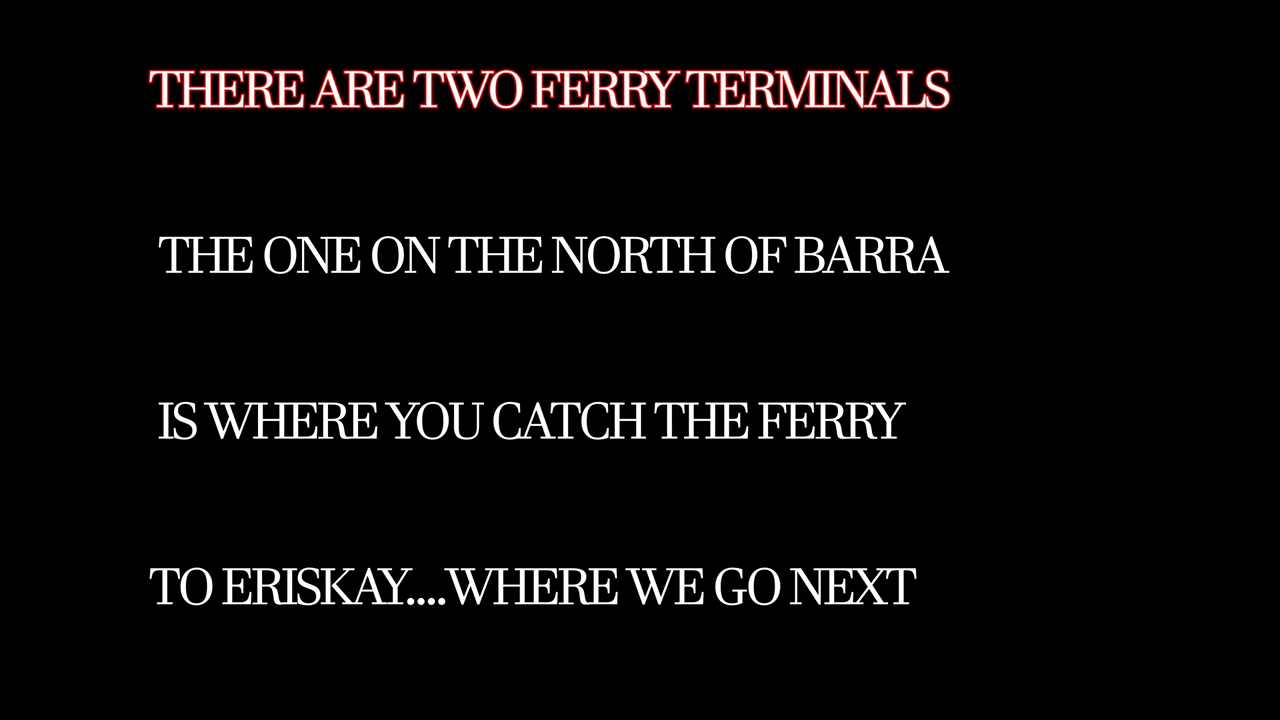 THERE ARE TWO FERRY TERMINALS
THE ONE ON THE NORTH OF BARRA
IS WHERE YOU CATCH THE FERRY
TO ERISKAY....WHERE WE GO NEXT